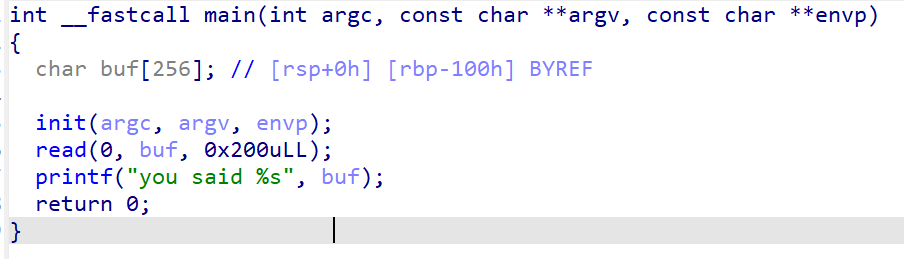 int __fastcall main(int argc, const char **argv, const char **envp)
{
char buf[256]; // [rsp+0h] [rbp-100h] BYREF
init(argc, argv, envp);
read(0, buf, 0x200uLL);
printf("you said %s", buf);
return 0;
}